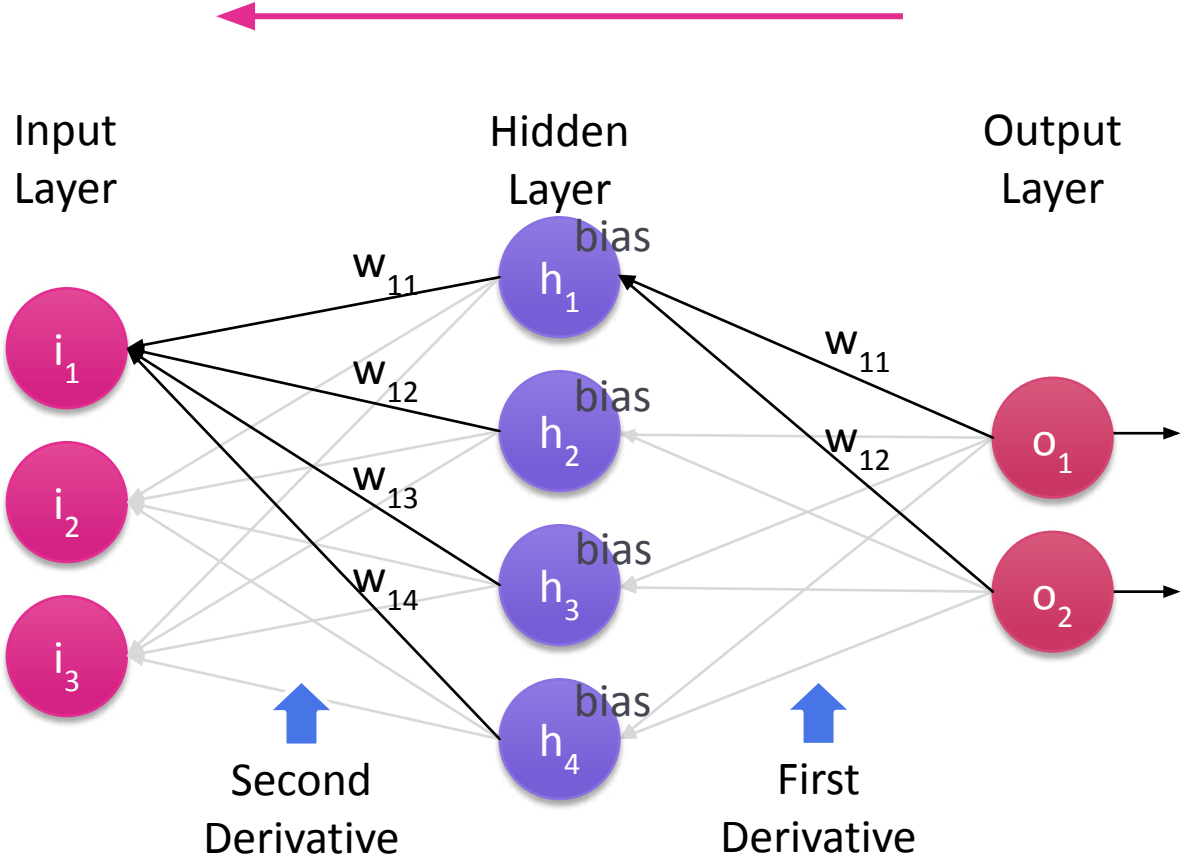 Input
Layer
Hidden
Layer
Output
Layer
bias
h1
w11
i1
w11
w12
bias
h2
w12
o1
i2
w13
bias
h3
w14
o2
i3
bias
h4
Second
Derivative
First
Derivative